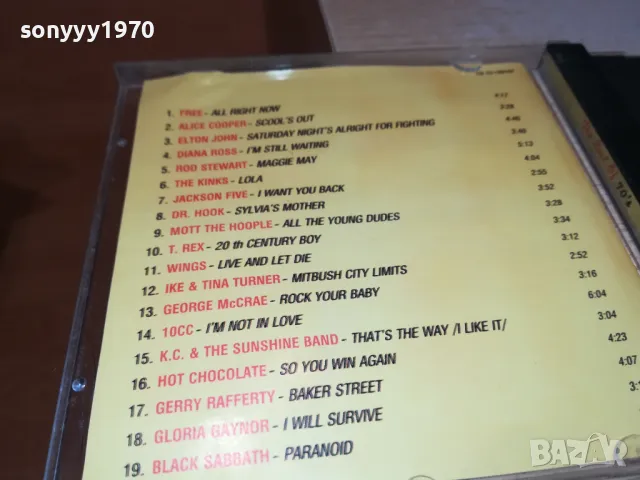 sonyyy1970
1. FREE - ALL RIGHT NOW 4:17
2. ALICE COOPER - SCOOL'S OUT 3:28
3. ELTON JOHN - SATURDAY NIGHT'S ALRIGHT FOR FIGHTING 4:46
4. DIANA ROSS - I'M STILL WAITING 3:46
5. ROD STEWART - MAGGIE MAY 5:13
6. THE KINKS - LOLA 4:04
7. JACKSON FIVE - I WANT YOU BACK 2:55
8. DR. HOOK - SYLVIA'S MOTHER 3:52
9. MOTT THE HOOPLE - ALL THE YOUNG DUDES 3:28
10. T. REX - 20 th CENTURY BOY 3:34
11. WINGS - LIVE AND LET DIE 3:12
12. IKE & TINA TURNER - MITBUSH CITY LIMITS 2:52
13. GEORGE McCRAE - ROCK YOUR BABY 3:16
14. 10CC - I'M NOT IN LOVE 6:04
15. K.C. & THE SUNSHINE BAND - THAT'S THE WAY /I LIKE IT/ 3:04
16. HOT CHOCOLATE - SO YOU WIN AGAIN 4:07
17. GERRY RAFFERTY - BAKER STREET
18. GLORIA GAYNOR - I WILL SURVIVE
19. BLACK SABBATH - PARANOID
70's
BAZAR.bg